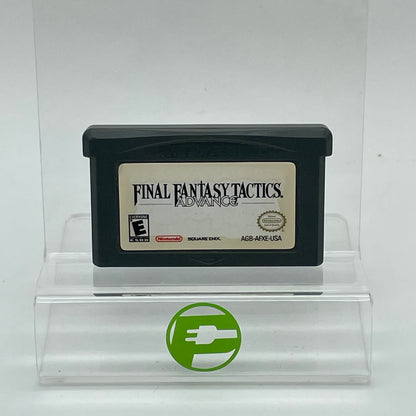 FINAL FANTASY TACTICS
ADVANCE
E
Nintendo
SQUARE ENIX
AGB-AFXE-USA